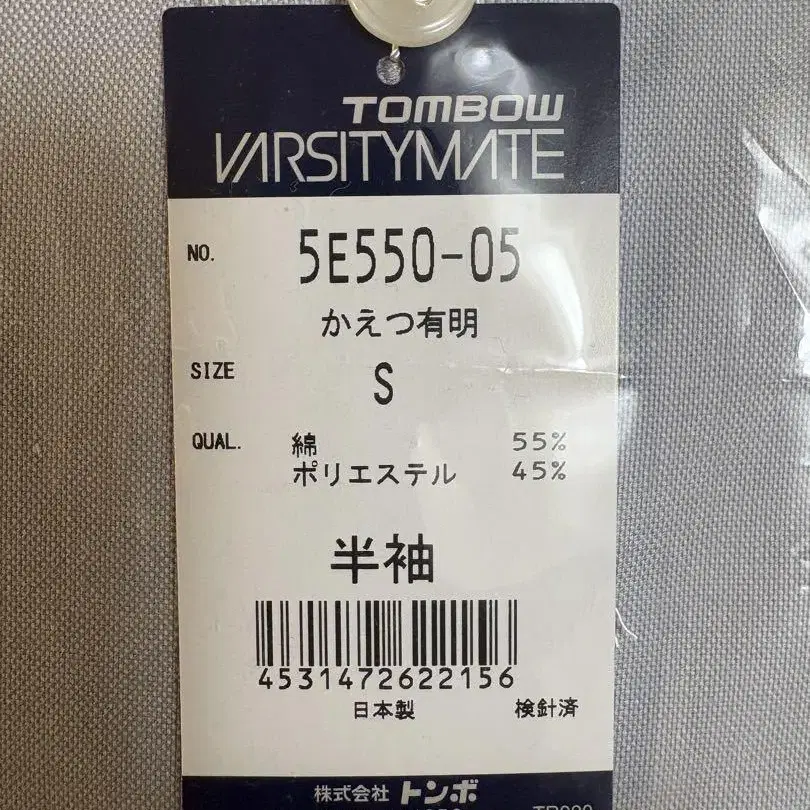 TOMBOW
VARSITYMATE
NO. 5E550-05
かえつ有明
SIZE S
QUAL. 綿 55%
ポリエステル 45%
半袖
4531472622156
日本製 検針済
株式会社 トンボ